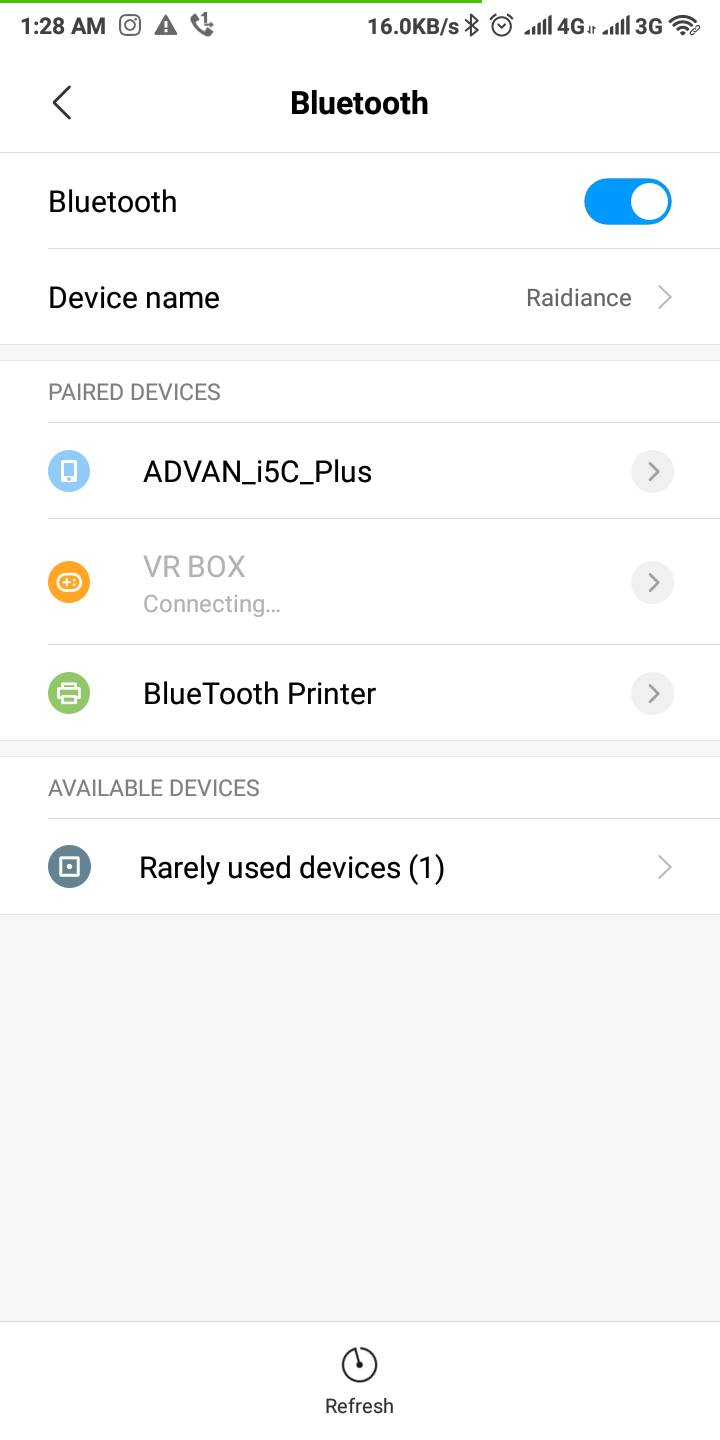 1:28 AM 16.0KB/s 4G 3G
Bluetooth
Bluetooth
Device name Raidiance
PAIRED DEVICES
ADVAN_i5C_Plus
VR BOX
Connecting...
BlueTooth Printer
AVAILABLE DEVICES
Rarely used devices (1)
Refresh